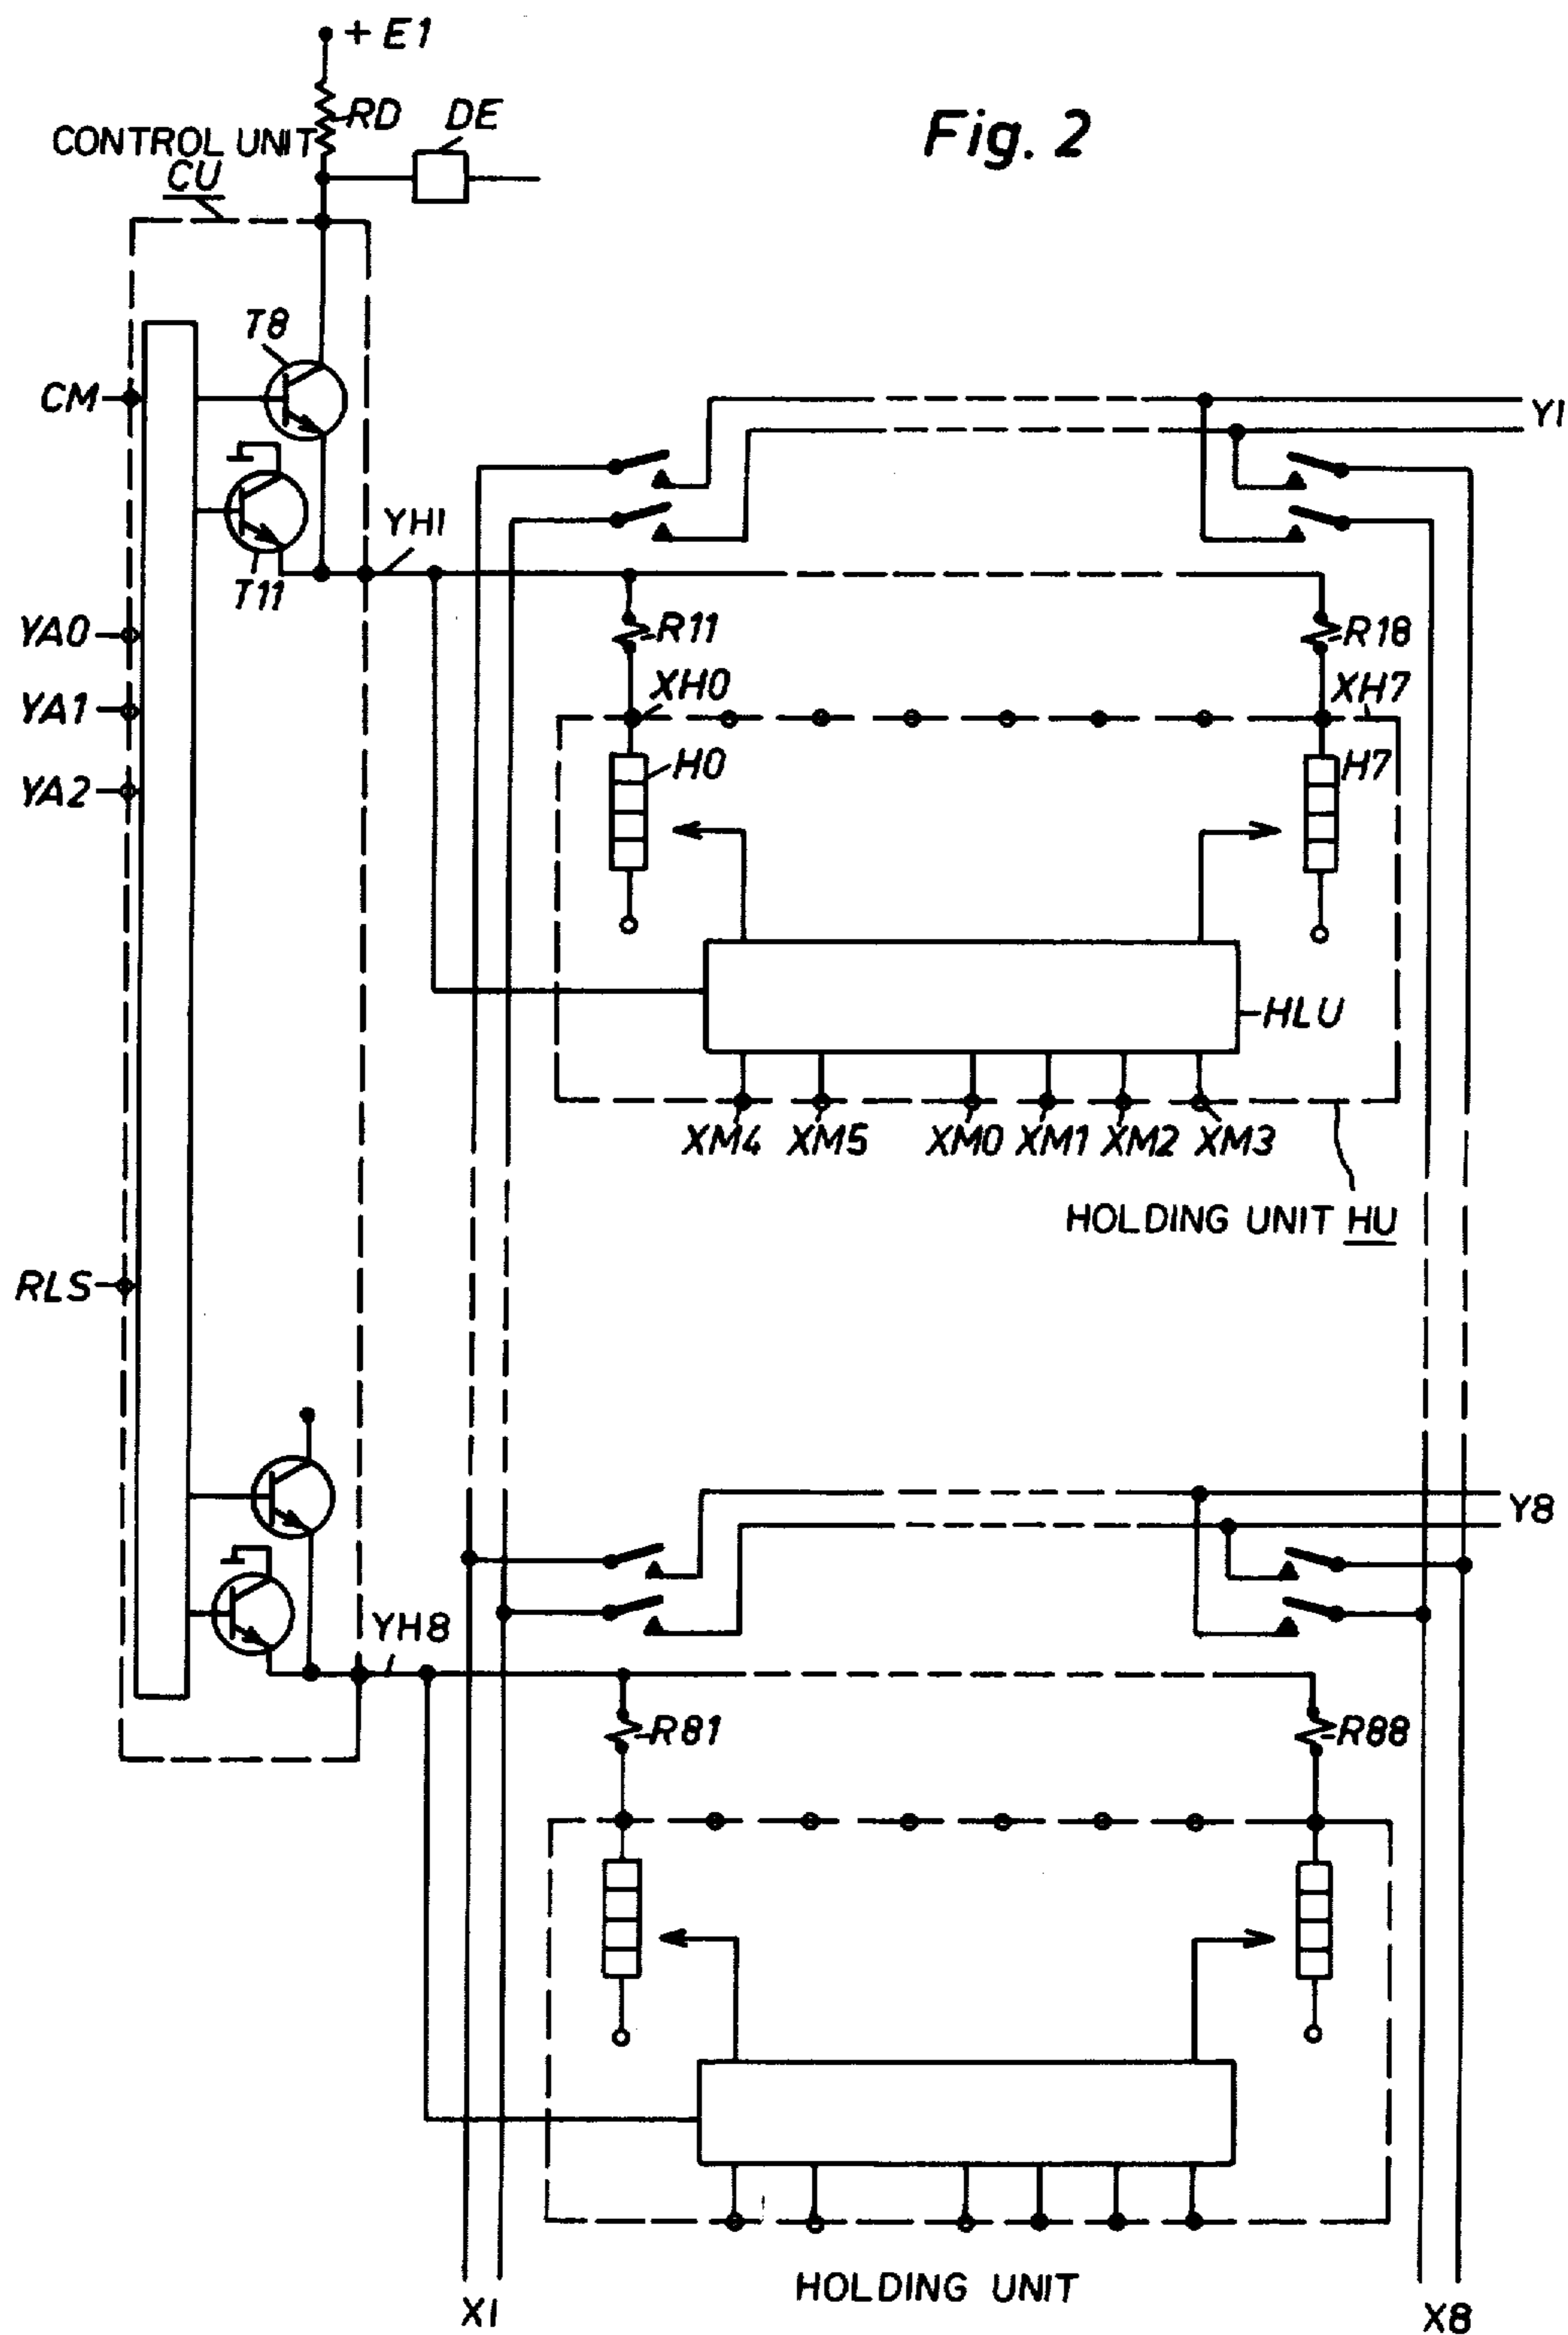 + E1
RD
DE
Fig. 2
CONTROL UNIT
CU
T8
CM
Y1
YH1
T11
YA0
R11
R18
XH0
XH7
YA1
H0
H7
YA2
HLU
XM4 XM5 XM0 XM1 XM2 XM3
HOLDING UNIT HU
RLS
Y8
YH8
R81
R88
HOLDING UNIT
X1
X8